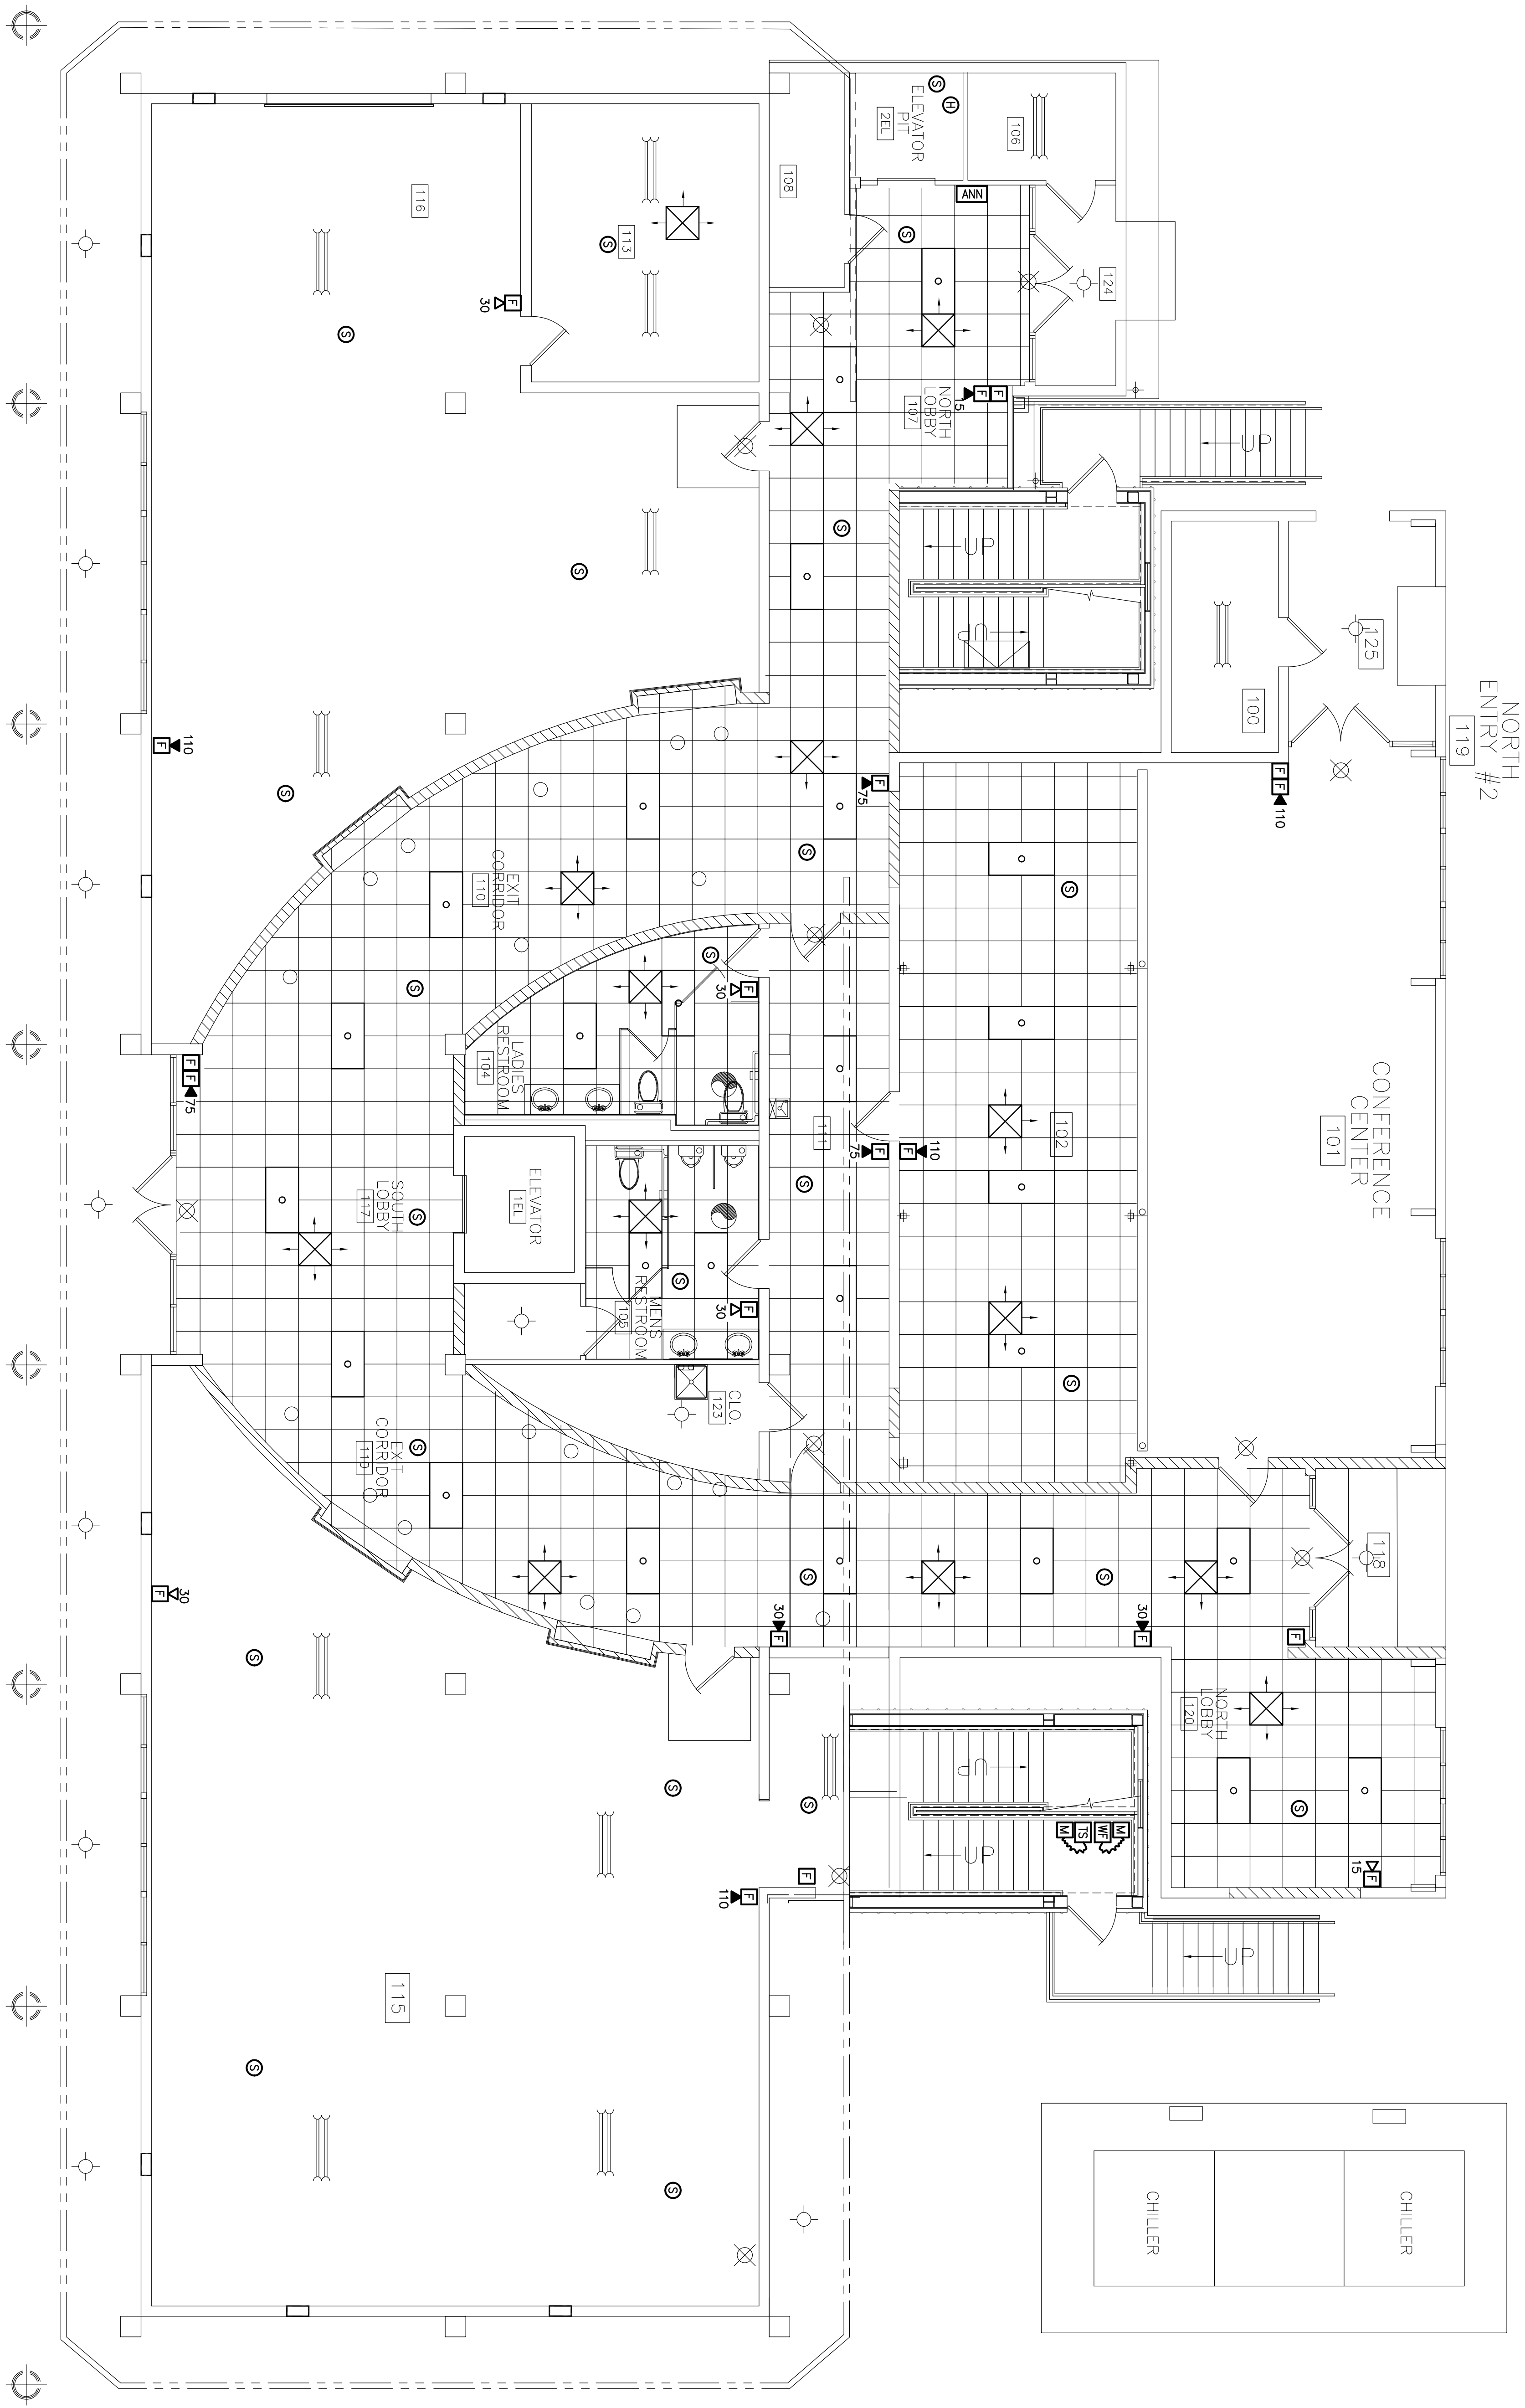 NORTH
ENTRY #2
119
125
100
CONFERENCE
CENTER
101
102
106
ELEVATOR
PIT
2EL
S
H
ANN
124
108
S
113
S
116
F
30
S
NORTH
LOBBY
107
F
F
15
UP
UP
UP
S
S
F
110
S
F
75
F
F
110
S
S
EXIT
CORRIDOR
110
S
S
F
30
LADIES
RESTROOM
104
F
F
75
111
F
75
F
110
S
ELEVATOR
1EL
SOUTH
LOBBY
117
S
MENS
RESTROOM
105
S
F
30
S
CLO.
123
EXIT
CORRIDOR
110
S
118
S
S
30
F
30
F
F
F
30
NORTH
LOBBY
120
S
15
F
S
S
S
UP
UP
UP
M
TS
WF
M
F
110
F
115
S
S
CHILLER
CHILLER